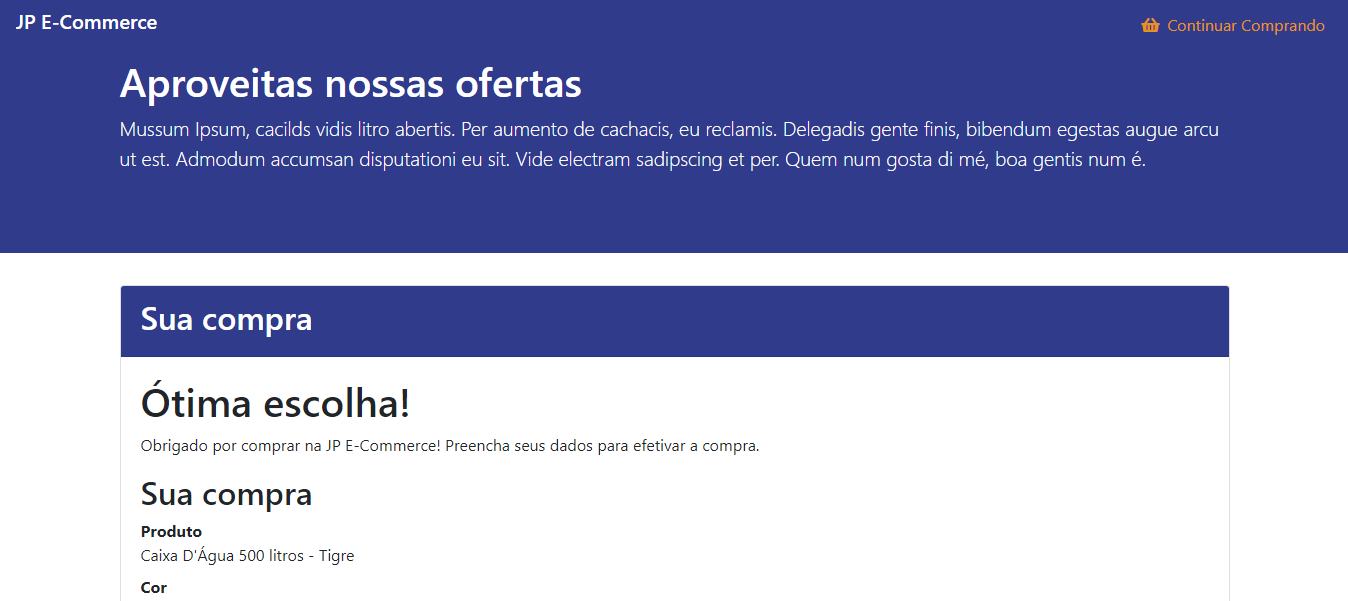 JP E-Commerce
Continuar Comprando
Aproveitas nossas ofertas
Mussum Ipsum, cacilds vidis litro abertis. Per aumento de cachacis, eu reclamis. Delegadis gente finis, bibendum egestas augue arcu
ut est. Admodum accumsan disputationi eu sit. Vide electram sadipscing et per. Quem num gosta di mé, boa gentis num é.
Sua compra
Ótima escolha!
Obrigado por comprar na JP E-Commerce! Preencha seus dados para efetivar a compra.
Sua compra
Produto
Caixa D'Água 500 litros - Tigre
Cor